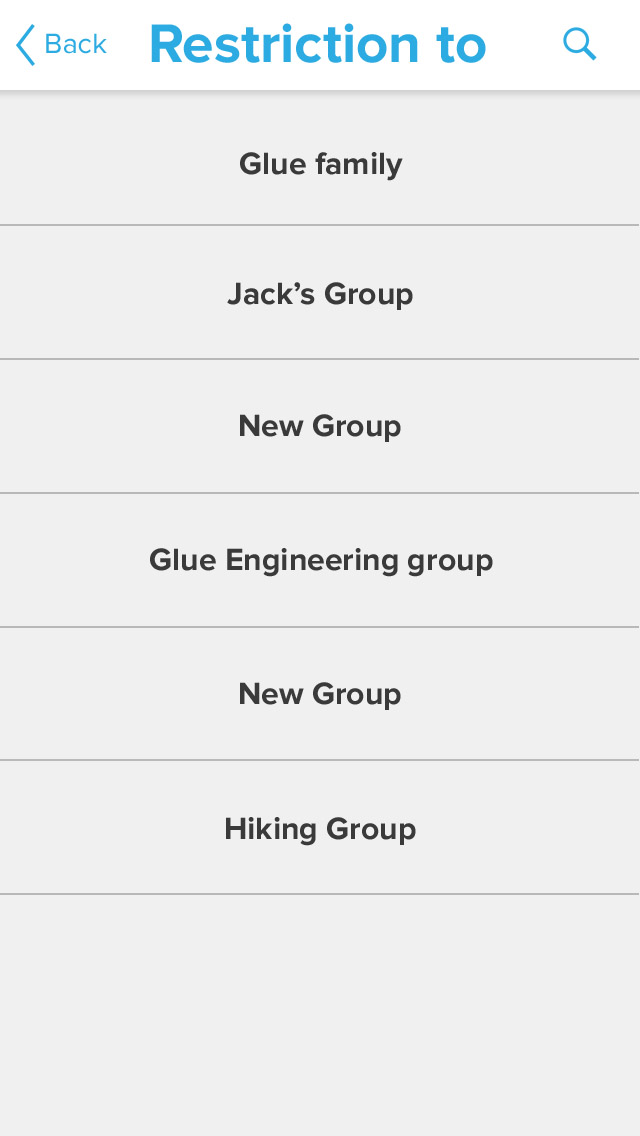 Back Restriction to
Glue family
Jack’s Group
New Group
Glue Engineering group
New Group
Hiking Group